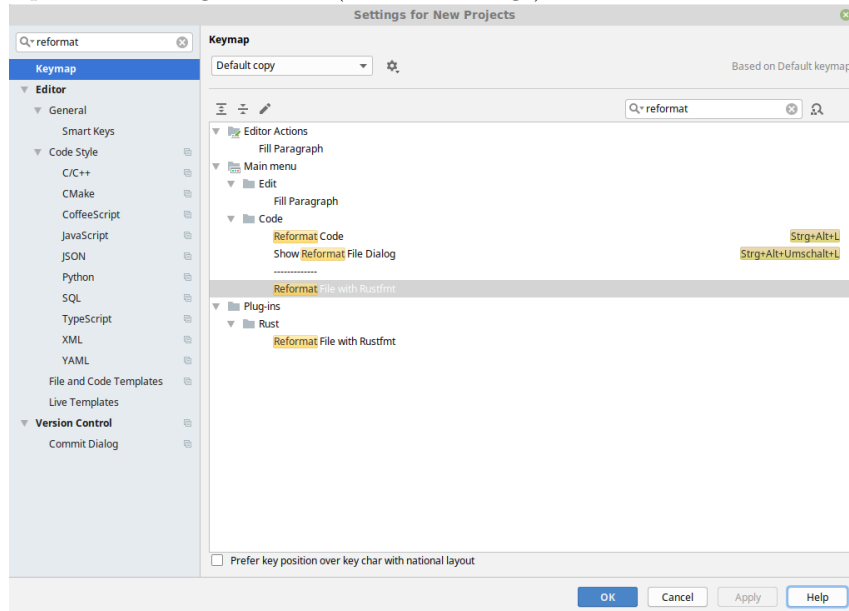 Settings for New Projects
reformat
Keymap
Editor
General
Smart Keys
Code Style
C/C++
CMake
CoffeeScript
JavaScript
JSON
Python
SQL
TypeScript
XML
YAML
File and Code Templates
Live Templates
Version Control
Commit Dialog
Keymap
Default copy
Based on Default keymap
reformat
Editor Actions
Fill Paragraph
Main menu
Edit
Fill Paragraph
Code
Reformat Code Strg+Alt+L
Show Reformat File Dialog Strg+Alt+Umschalt+L
-------------
Reformat File with Rustfmt
Plug-ins
Rust
Reformat File with Rustfmt
Prefer key position over key char with national layout
OK Cancel Apply Help